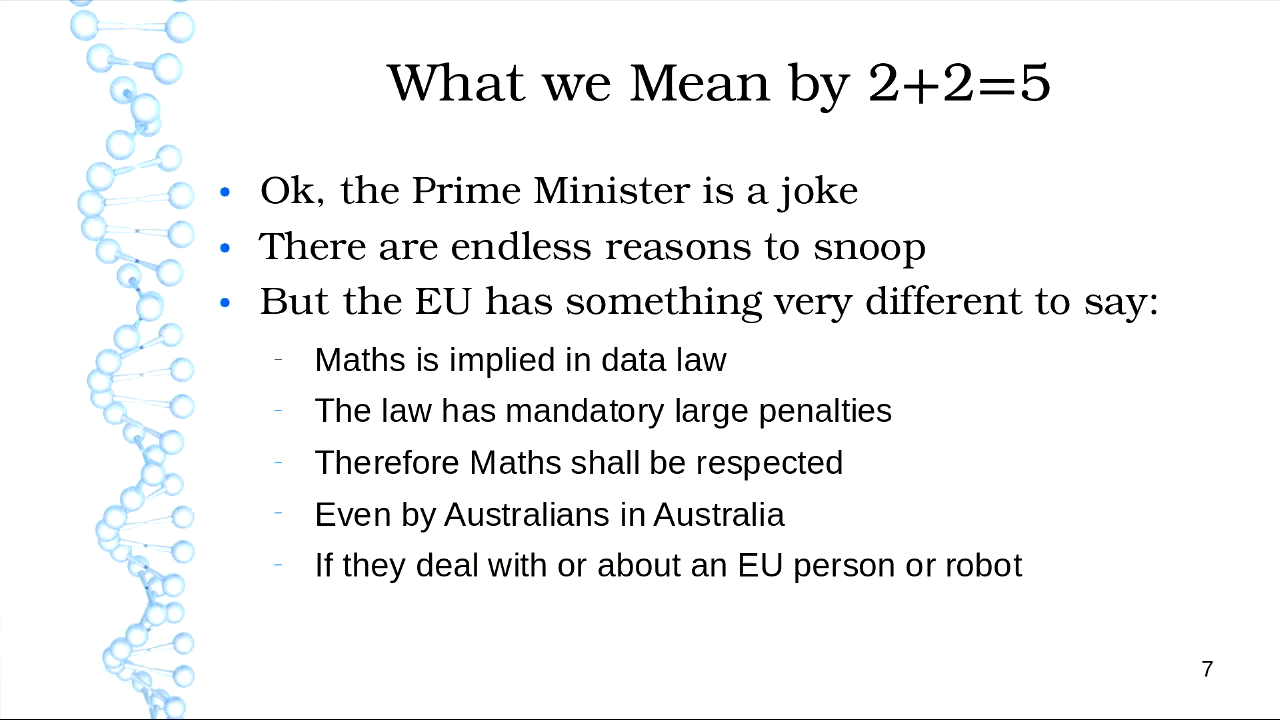 What we Mean by 2+2=5
• Ok, the Prime Minister is a joke
• There are endless reasons to snoop
• But the EU has something very different to say:
- Maths is implied in data law
- The law has mandatory large penalties
- Therefore Maths shall be respected
- Even by Australians in Australia
- If they deal with or about an EU person or robot
7